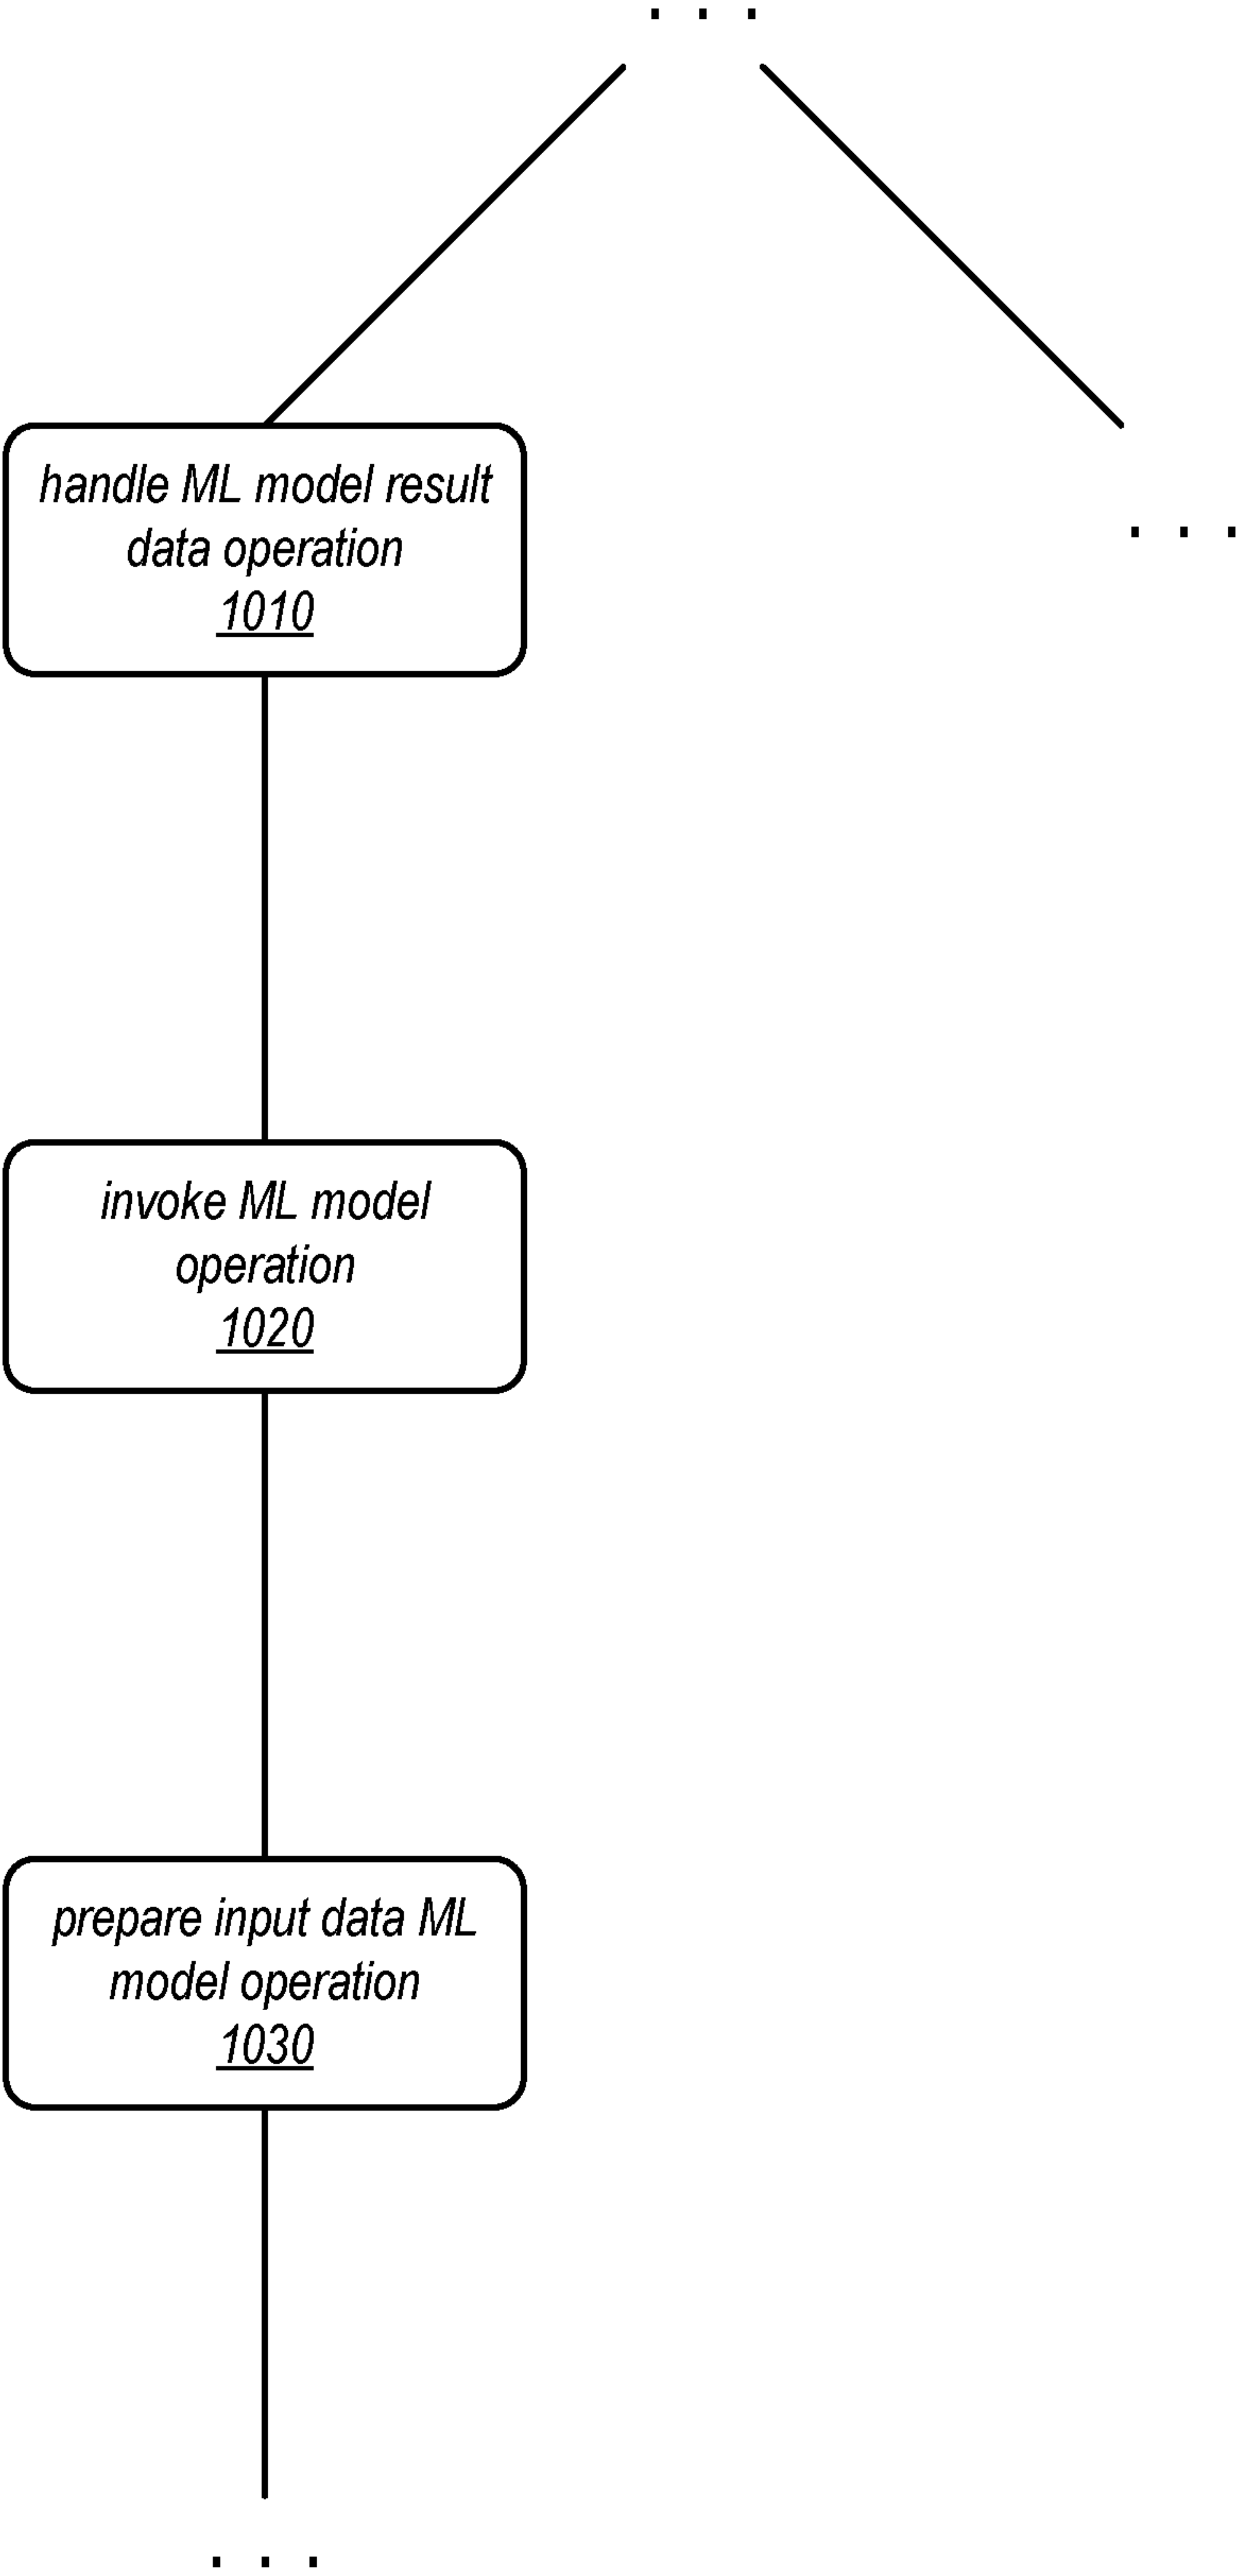 . . .
handle ML model result
data operation
1010
. . .
invoke ML model
operation
1020
prepare input data ML
model operation
1030
. . .